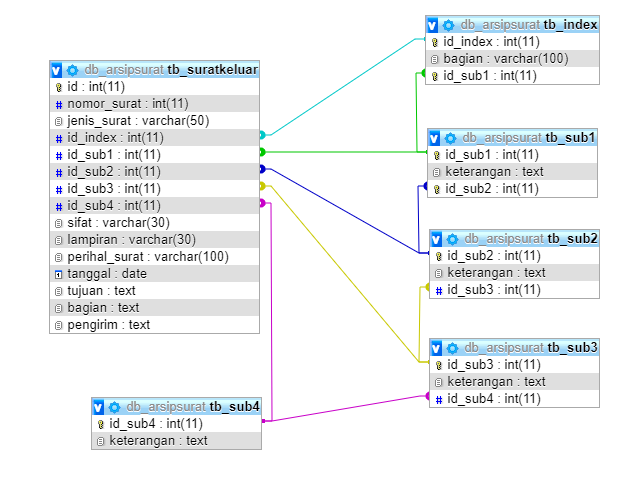 db_arsipsurat tb_suratkeluar
id : int(11)
nomor_surat : int(11)
jenis_surat : varchar(50)
id_index : int(11)
id_sub1 : int(11)
id_sub2 : int(11)
id_sub3 : int(11)
id_sub4 : int(11)
sifat : varchar(30)
lampiran : varchar(30)
perihal_surat : varchar(100)
tanggal : date
tujuan : text
bagian : text
pengirim : text
db_arsipsurat tb_index
id_index : int(11)
bagian : varchar(100)
id_sub1 : int(11)
db_arsipsurat tb_sub1
id_sub1 : int(11)
keterangan : text
id_sub2 : int(11)
db_arsipsurat tb_sub2
id_sub2 : int(11)
keterangan : text
id_sub3 : int(11)
db_arsipsurat tb_sub3
id_sub3 : int(11)
keterangan : text
id_sub4 : int(11)
db_arsipsurat tb_sub4
id_sub4 : int(11)
keterangan : text